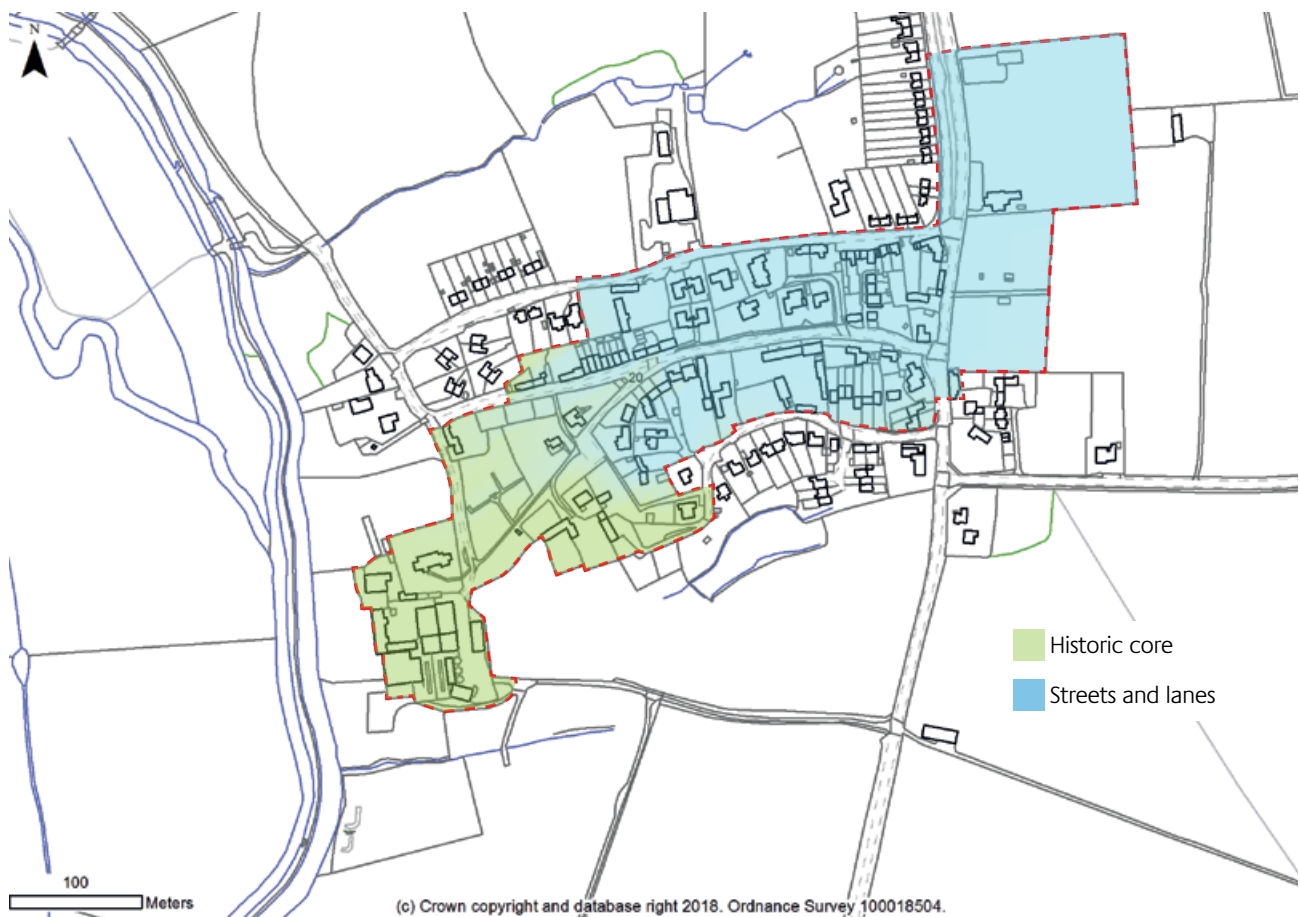 N
20
Historic core
Streets and lanes
100
Meters
(c) Crown copyright and database right 2018. Ordnance Survey 100018504.